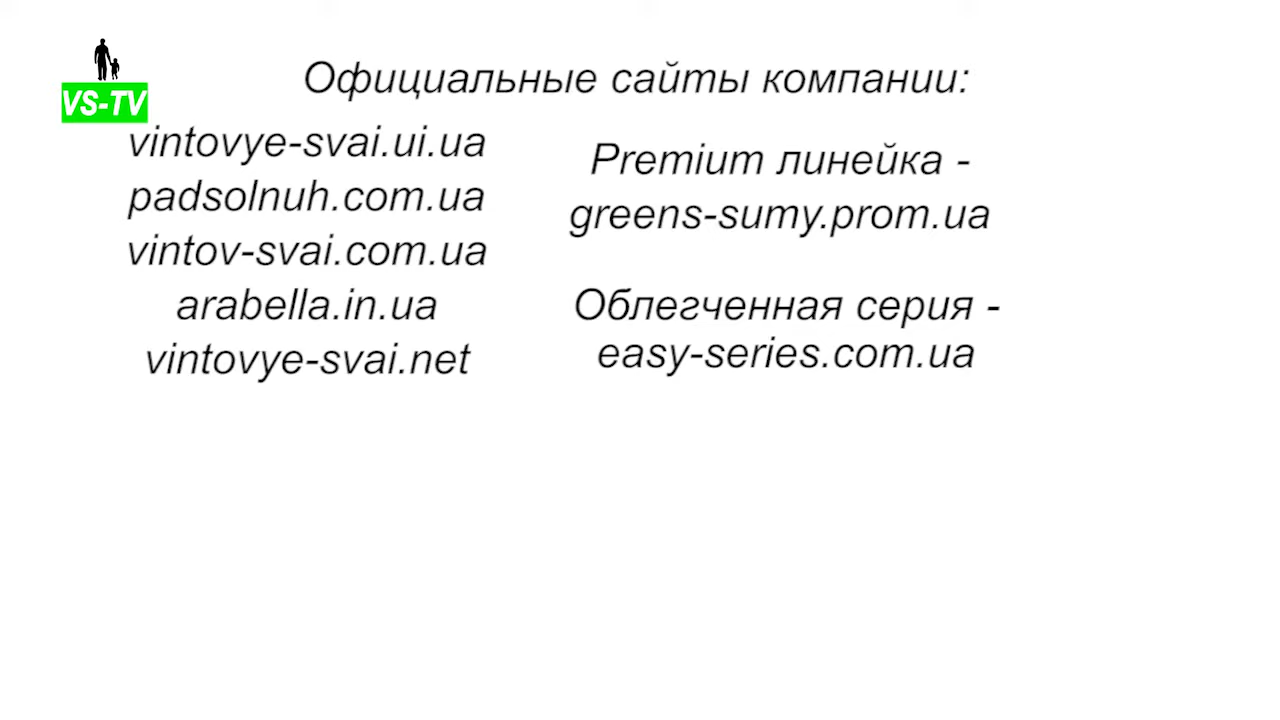 VS-TV
Официальные сайты компании:
vintovye-svai.ui.ua
padsolnuh.com.ua
vintov-svai.com.ua
arabella.in.ua
vintovye-svai.net
Premium линейка -
greens-sumy.prom.ua
Облегченная серия -
easy-series.com.ua